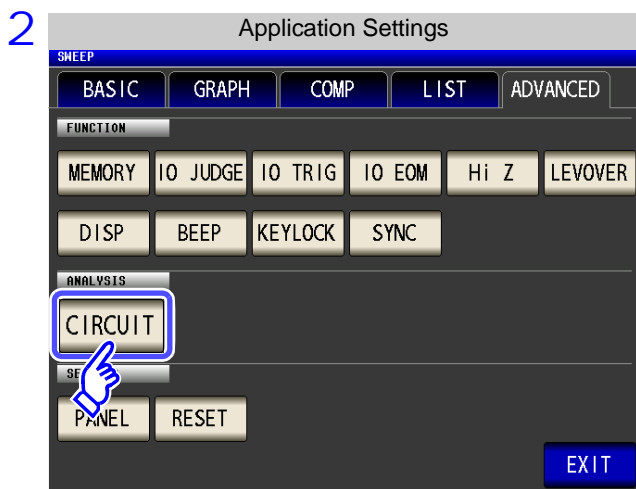 2
Application Settings
SWEEP
BASIC GRAPH COMP LIST ADVANCED
FUNCTION
MEMORY IO JUDGE IO TRIG IO EOM Hi Z LEVOVER
DISP BEEP KEYLOCK SYNC
ANALYSIS
CIRCUIT
PANEL RESET
EXIT